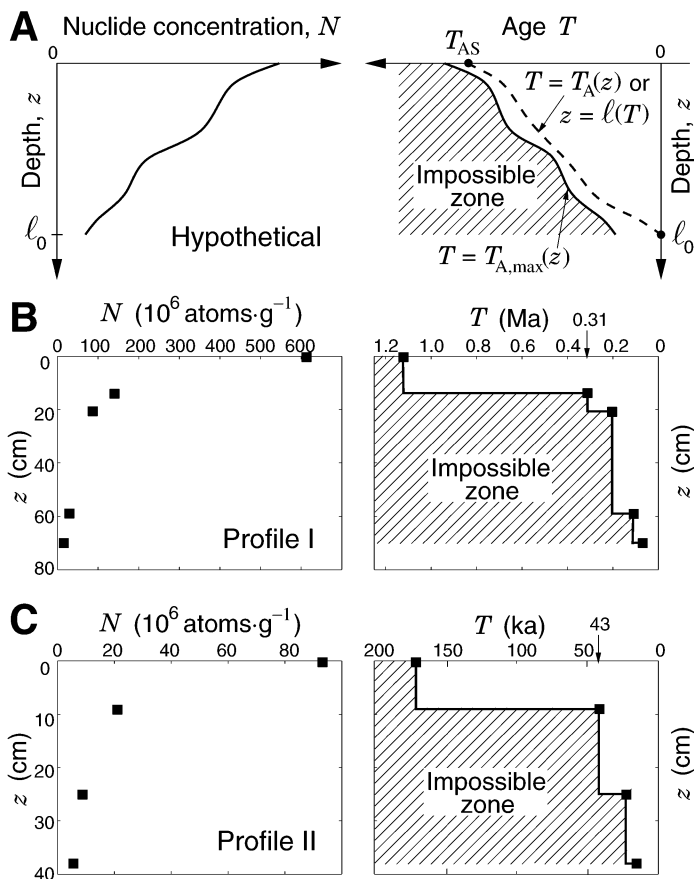 A
Nuclide concentration, N
0
Depth, z
ℓ0
Hypothetical
Age T
TAS
0
T = TA(z) or
z = ℓ(T)
Depth, z
Impossible
zone
ℓ0
T = TA,max(z)
B
N (10^6 atoms·g^−1)
0 100 200 300 400 500 600
0
20
40
60
80
z (cm)
Profile I
T (Ma)
0.31
1.2 1.0 0.8 0.6 0.4 0.2 0
Impossible
zone
z (cm)
C
N (10^6 atoms·g^−1)
0 20 40 60 80
0
10
20
30
40
z (cm)
Profile II
T (ka)
43
200 150 100 50 0
Impossible
zone
z (cm)